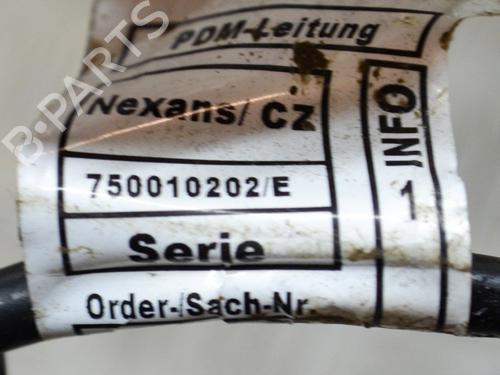 PDM-Leitung
Nexans/ Cz
750010202/E
Serie
Order-/Sach-Nr.
INFO
1
B-PARTS